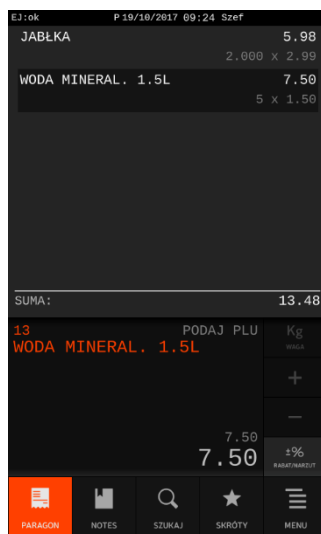 EJ:ok P 19/10/2017 09:24 Szef
JABŁKA 5.98
2.000 x 2.99
WODA MINERAL. 1.5L 7.50
5 x 1.50
SUMA: 13.48
13 PODAJ PLU
WODA MINERAL. 1.5L
7.50
7.50
Kg
WAGA
+
−
±%
RABAT/NARZUT
PARAGON NOTES SZUKAJ SKRÓTY MENU